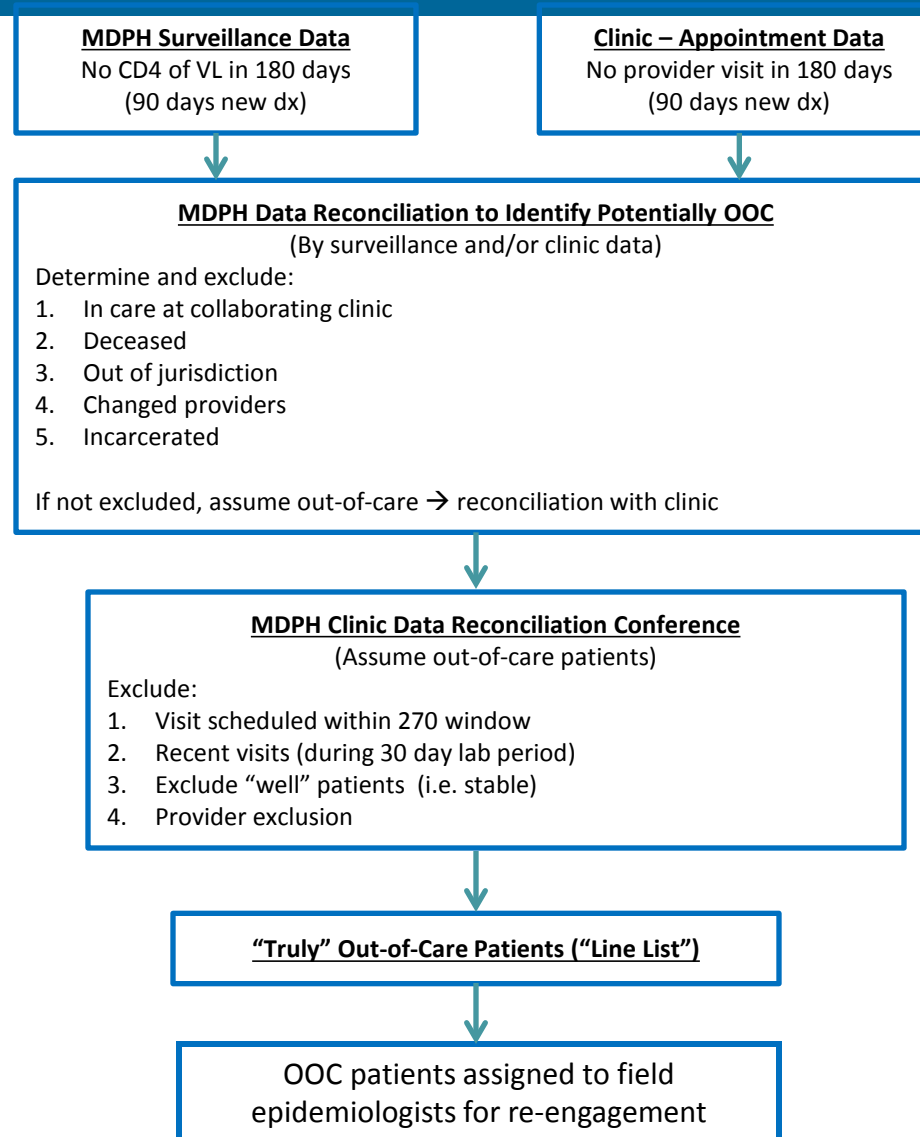 MDPH Surveillance Data
No CD4 of VL in 180 days
(90 days new dx)
Clinic – Appointment Data
No provider visit in 180 days
(90 days new dx)
MDPH Data Reconciliation to Identify Potentially OOC
(By surveillance and/or clinic data)
Determine and exclude:
1. In care at collaborating clinic
2. Deceased
3. Out of jurisdiction
4. Changed providers
5. Incarcerated
If not excluded, assume out-of-care → reconciliation with clinic
MDPH Clinic Data Reconciliation Conference
(Assume out-of-care patients)
Exclude:
1. Visit scheduled within 270 window
2. Recent visits (during 30 day lab period)
3. Exclude “well” patients (i.e. stable)
4. Provider exclusion
“Truly” Out-of-Care Patients (“Line List”)
OOC patients assigned to field
epidemiologists for re-engagement